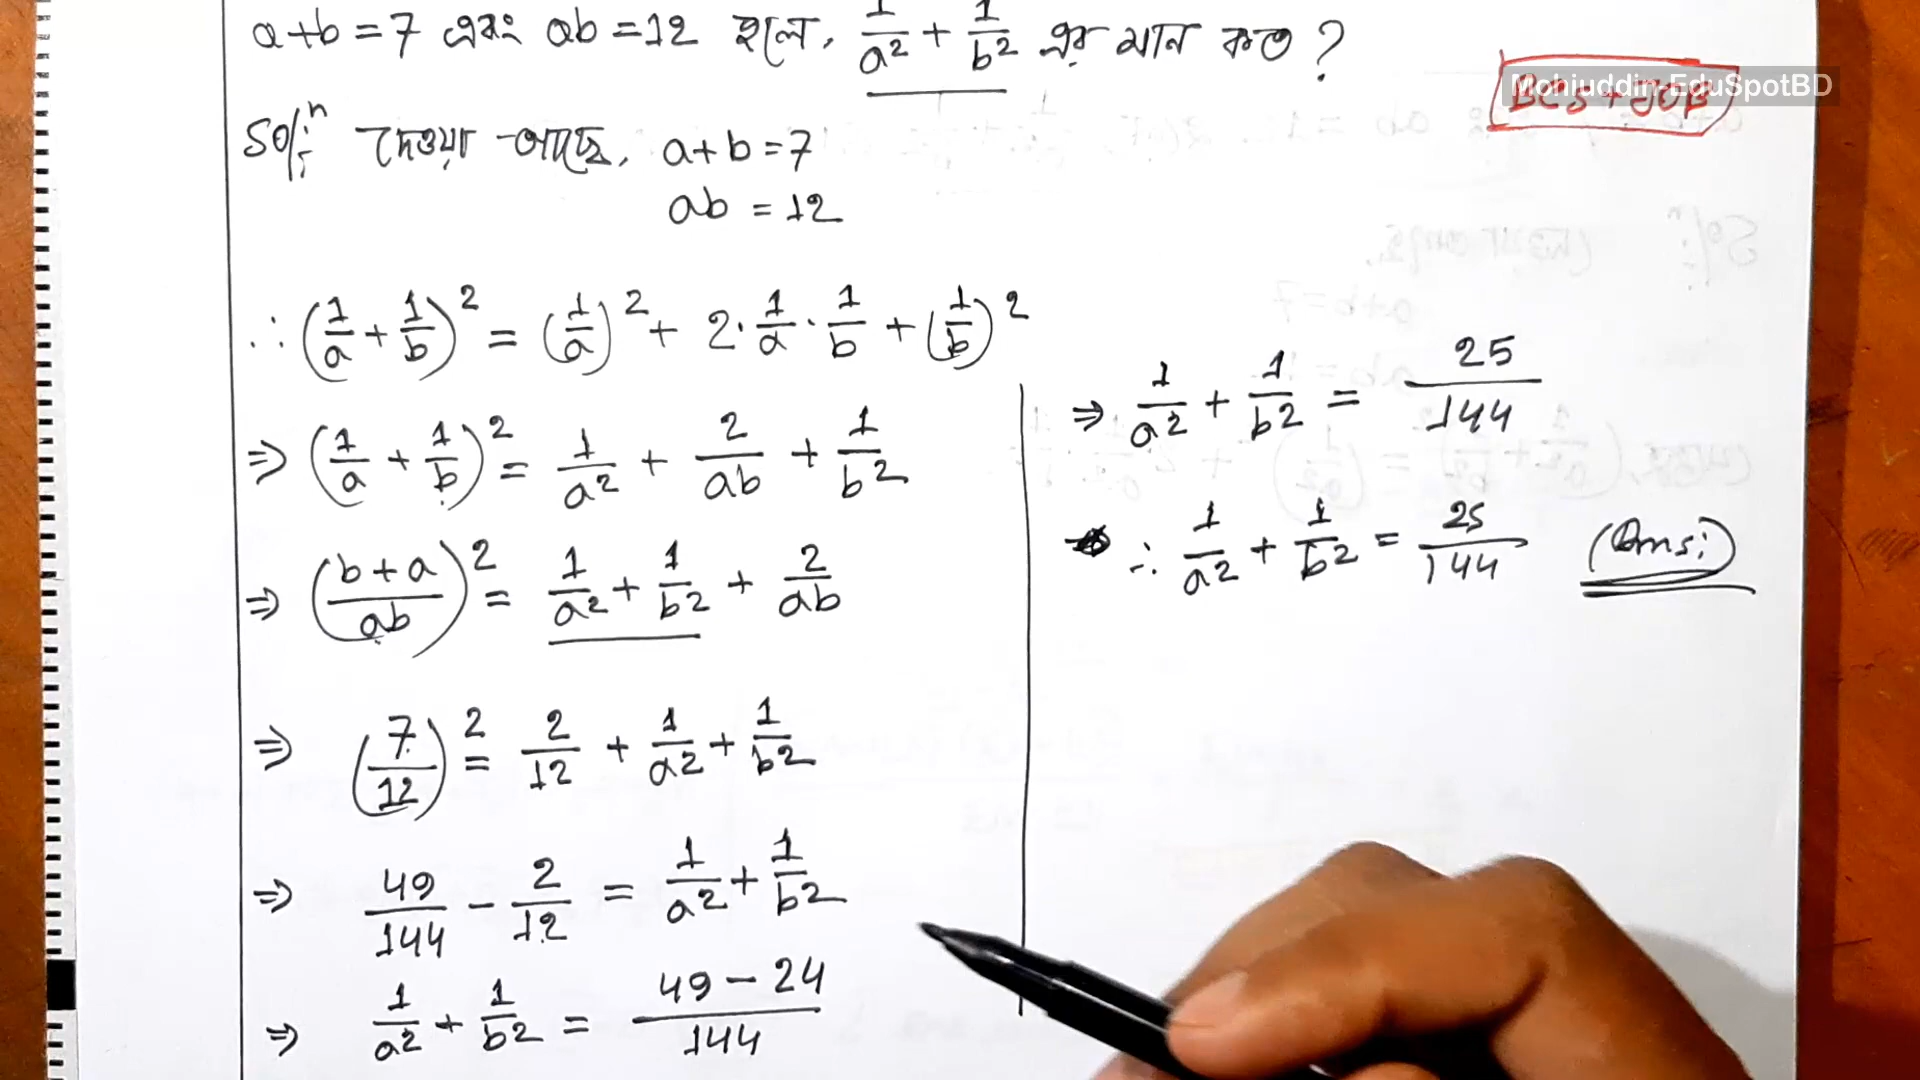 a+b=7 এবং ab=12 হলে, 1/a² + 1/b² এর মান কত ?
BCS + JOB
Mohiuddin-EduSpotBD
Solⁿ: দেওয়া আছে, a+b=7
ab = 12
∴ (1/a + 1/b)² = (1/a)² + 2·1/a·1/b + (1/b)²
⇒ (1/a + 1/b)² = 1/a² + 2/ab + 1/b²
⇒ ((b+a)/ab)² = 1/a² + 1/b² + 2/ab
⇒ (7/12)² = 2/12 + 1/a² + 1/b²
⇒ 49/144 − 2/12 = 1/a² + 1/b²
⇒ 1/a² + 1/b² = (49 − 24)/144
⇒ 1/a² + 1/b² = 25/144
∴ 1/a² + 1/b² = 25/144 (Ans:)